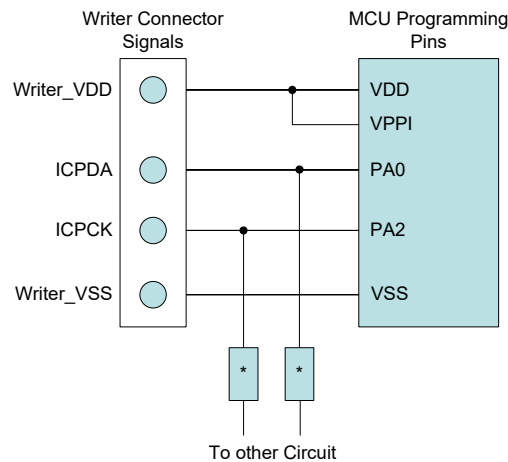 Writer Connector
Signals
MCU Programming
Pins
Writer_VDD
VDD
VPPI
ICPDA
PA0
ICPCK
PA2
Writer_VSS
VSS
*
*
To other Circuit